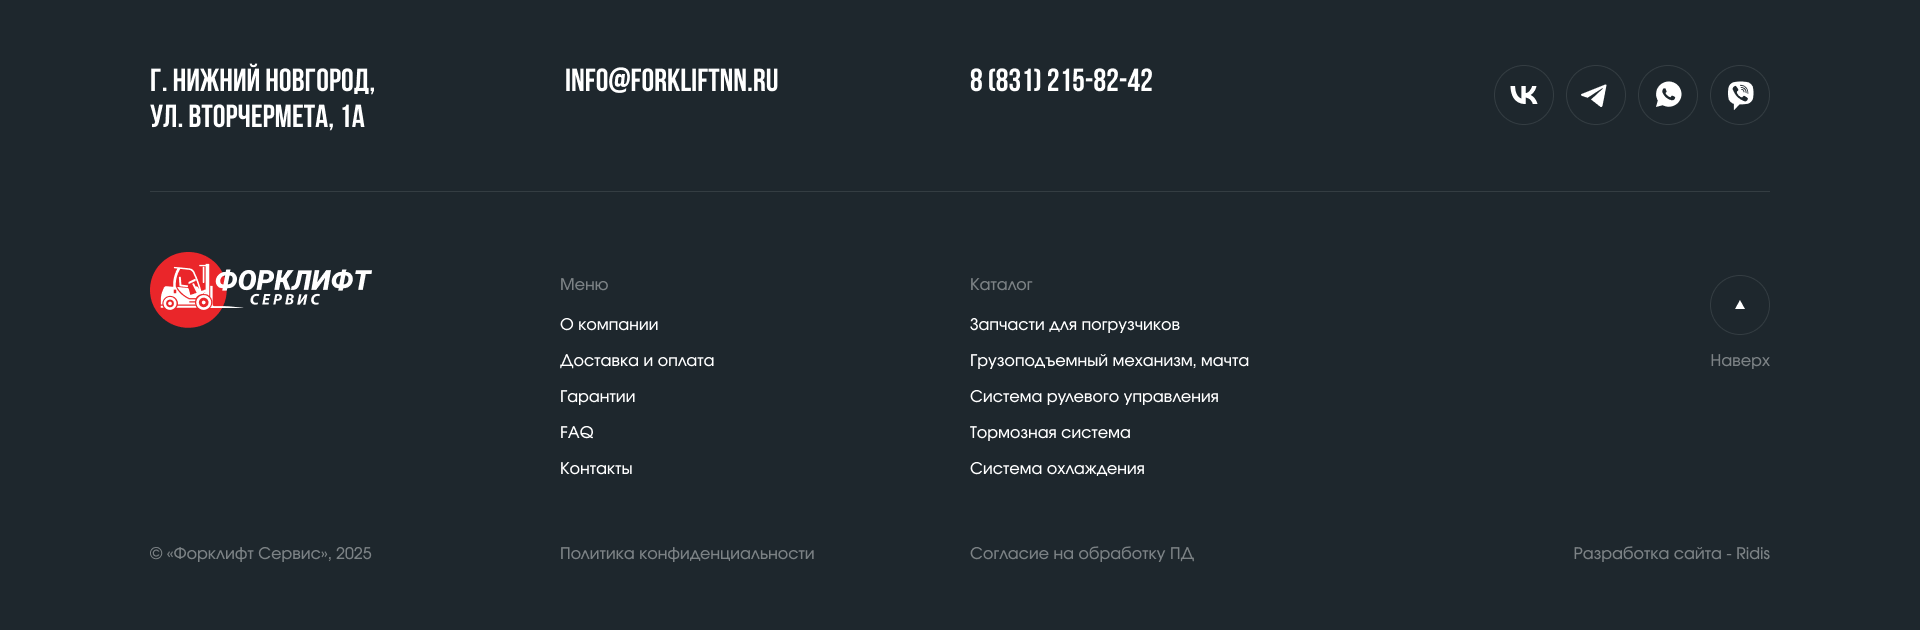 Г. НИЖНИЙ НОВГОРОД,
УЛ. ВТОРЧЕРМЕТА, 1А
INFO@FORKLIFTNN.RU
8 (831) 215-82-42
ФОРКЛИФТ
СЕРВИС
Меню
О компании
Доставка и оплата
Гарантии
FAQ
Контакты
Каталог
Запчасти для погрузчиков
Грузоподъемный механизм, мачта
Система рулевого управления
Тормозная система
Система охлаждения
Наверх
© «Форклифт Сервис», 2025
Политика конфиденциальности
Согласие на обработку ПД
Разработка сайта - Ridis